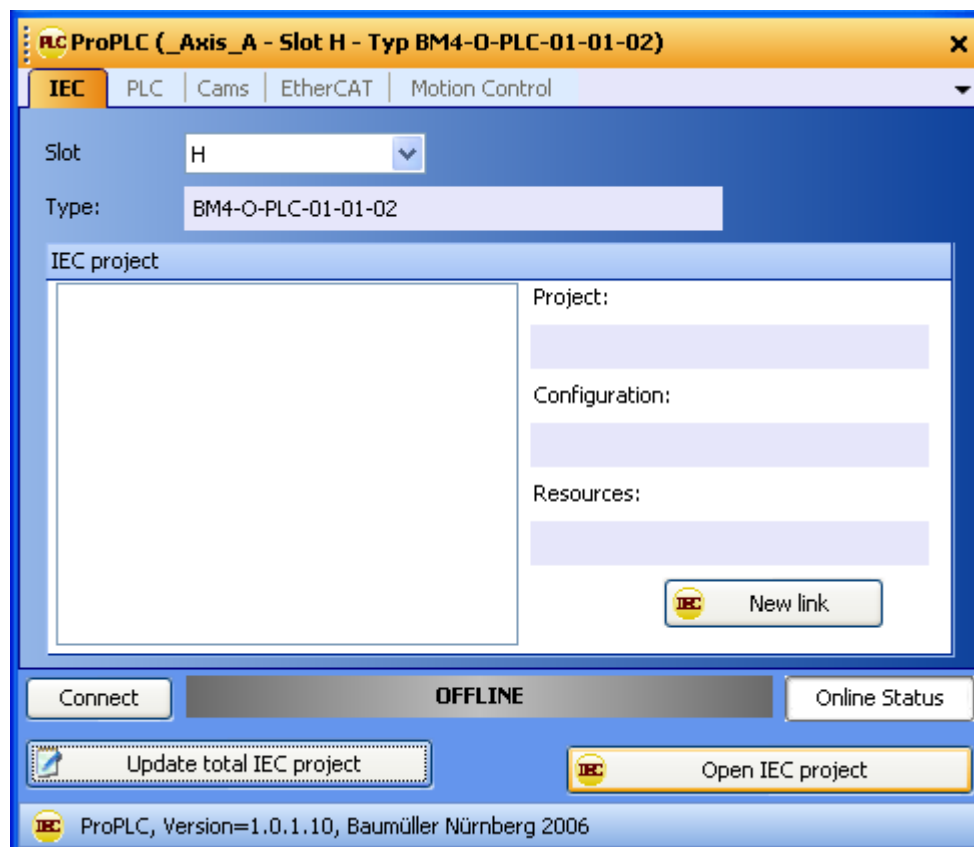 PLC ProPLC (_Axis_A - Slot H - Typ BM4-O-PLC-01-01-02)
IEC PLC Cams EtherCAT Motion Control
Slot H
Type: BM4-O-PLC-01-01-02
IEC project
Project:
Configuration:
Resources:
IEC New link
Connect OFFLINE Online Status
Update total IEC project IEC Open IEC project
IEC ProPLC, Version=1.0.1.10, Baumüller Nürnberg 2006